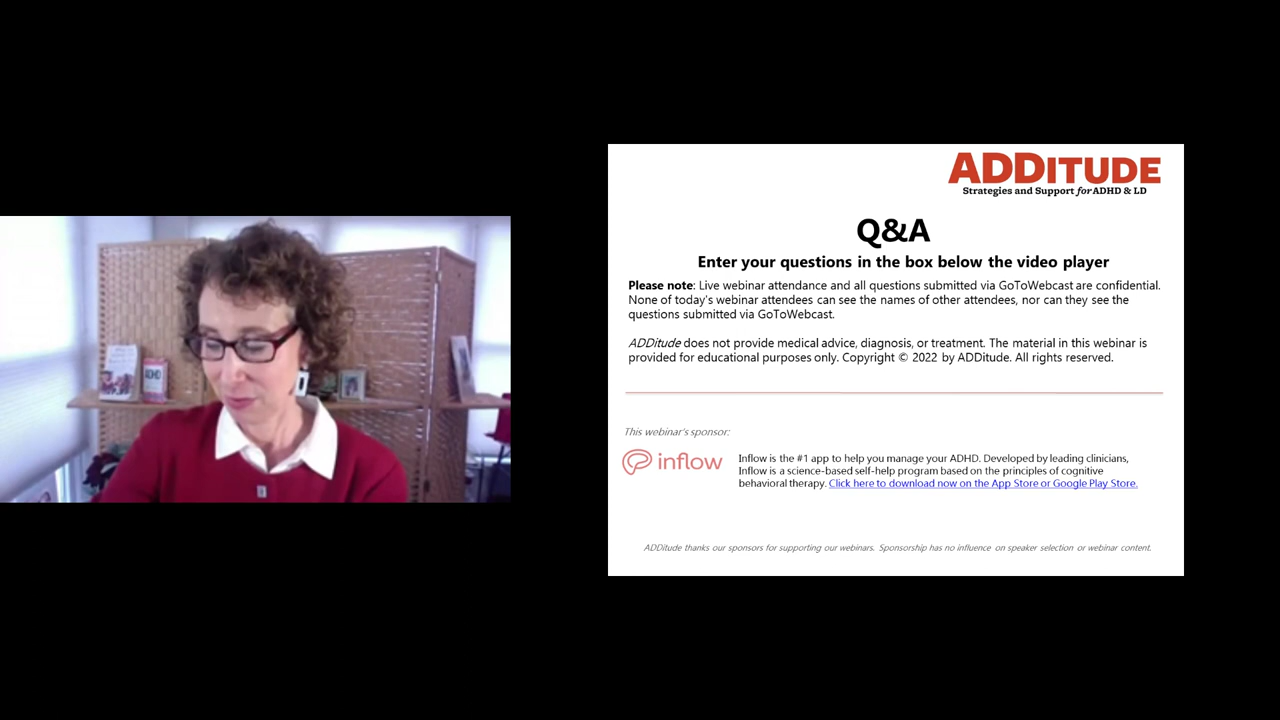 ADDITUDE
Strategies and Support for ADHD & LD
Q&A
Enter your questions in the box below the video player
Please note: Live webinar attendance and all questions submitted via GoToWebcast are confidential.
None of today's webinar attendees can see the names of other attendees, nor can they see the
questions submitted via GoToWebcast.
ADDitude does not provide medical advice, diagnosis, or treatment. The material in this webinar is
provided for educational purposes only. Copyright © 2022 by ADDitude. All rights reserved.
This webinar's sponsor:
inflow
Inflow is the #1 app to help you manage your ADHD. Developed by leading clinicians,
Inflow is a science-based self-help program based on the principles of cognitive
behavioral therapy. Click here to download now on the App Store or Google Play Store.
ADDitude thanks our sponsors for supporting our webinars. Sponsorship has no influence on speaker selection or webinar content.
ADHD